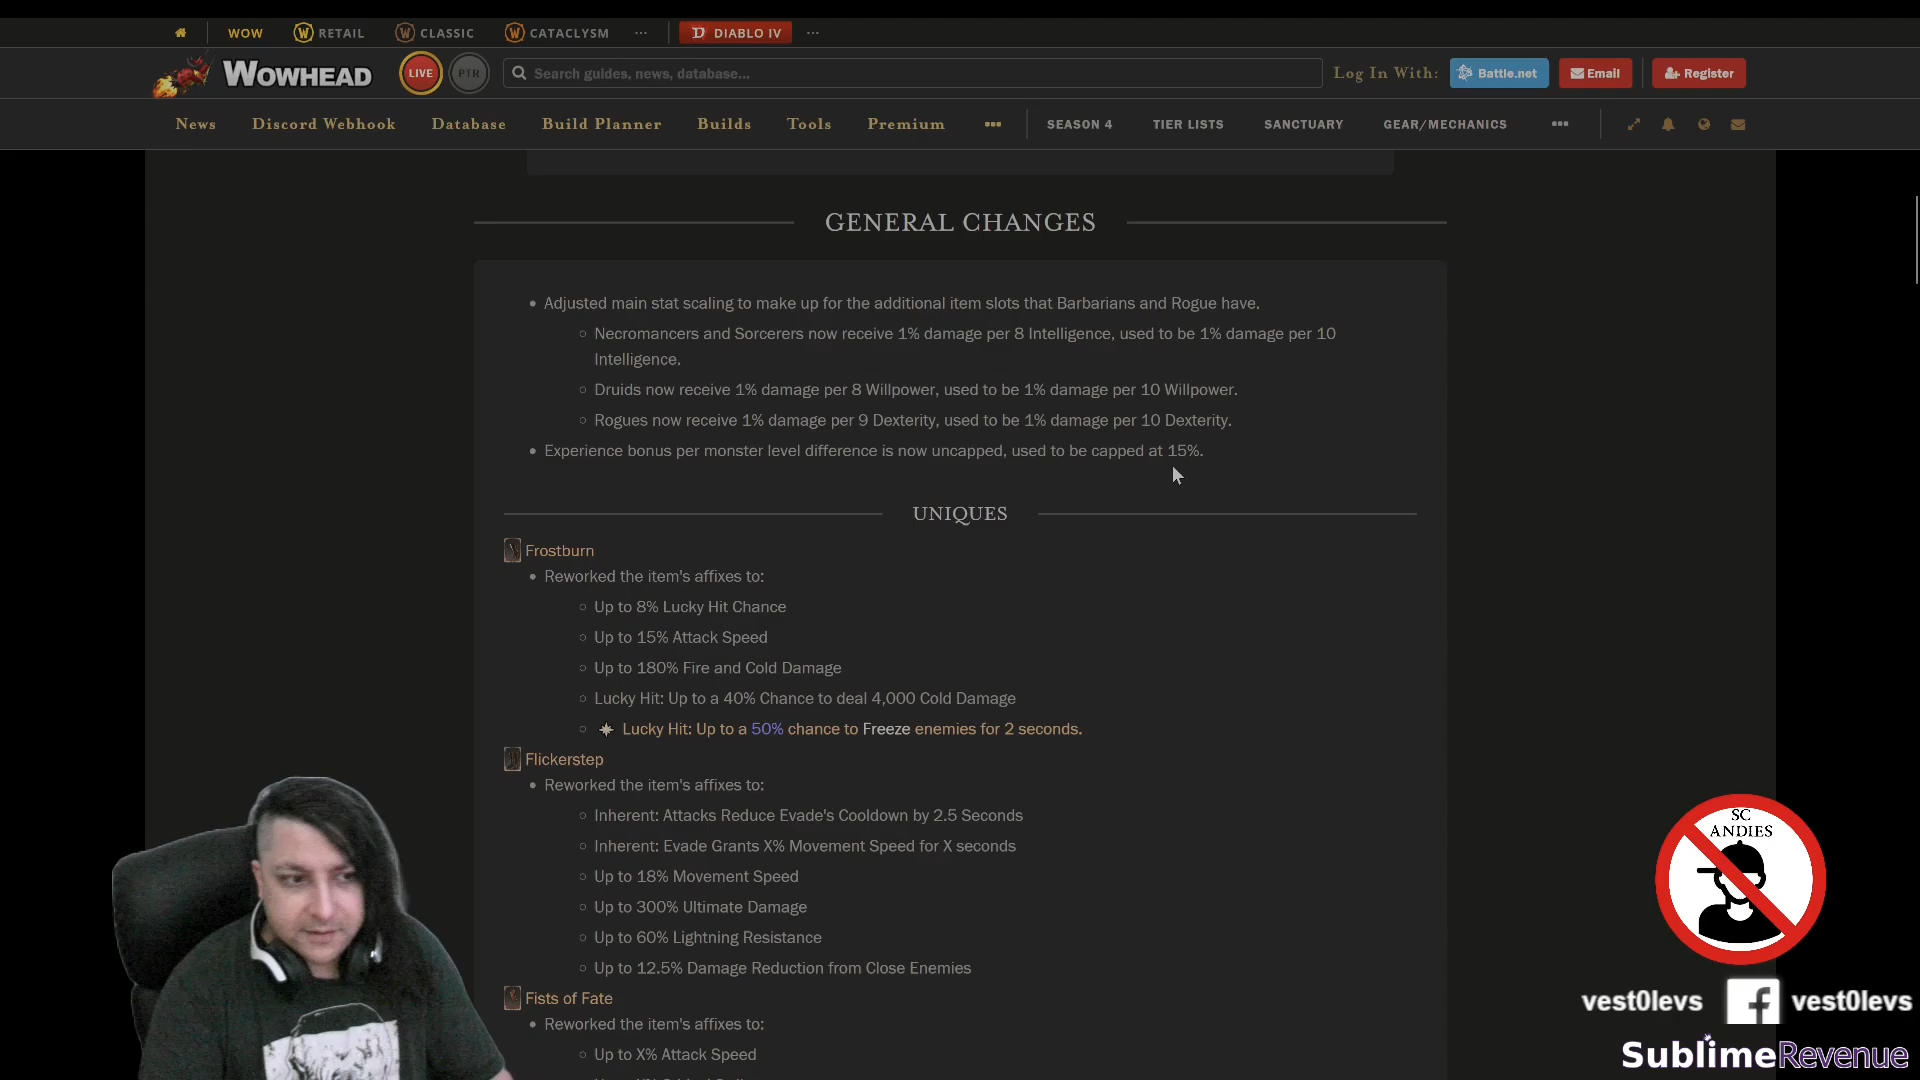 WOW
RETAIL
CLASSIC
CATACLYSM
...
DIABLO IV
...
WOWHEAD
LIVE
PTR
Search guides, news, database...
Log In With:
Battle.net
Email
Register
News
Discord Webhook
Database
Build Planner
Builds
Tools
Premium
SEASON 4
TIER LISTS
SANCTUARY
GEAR/MECHANICS
GENERAL CHANGES
Adjusted main stat scaling to make up for the additional item slots that Barbarians and Rogue have.
Necromancers and Sorcerers now receive 1% damage per 8 Intelligence, used to be 1% damage per 10
Intelligence.
Druids now receive 1% damage per 8 Willpower, used to be 1% damage per 10 Willpower.
Rogues now receive 1% damage per 9 Dexterity, used to be 1% damage per 10 Dexterity.
Experience bonus per monster level difference is now uncapped, used to be capped at 15%.
UNIQUES
Frostburn
Reworked the item's affixes to:
Up to 8% Lucky Hit Chance
Up to 15% Attack Speed
Up to 180% Fire and Cold Damage
Lucky Hit: Up to a 40% Chance to deal 4,000 Cold Damage
Lucky Hit: Up to a 50% chance to Freeze enemies for 2 seconds.
Flickerstep
Reworked the item's affixes to:
Inherent: Attacks Reduce Evade's Cooldown by 2.5 Seconds
Inherent: Evade Grants X% Movement Speed for X seconds
Up to 18% Movement Speed
Up to 300% Ultimate Damage
Up to 60% Lightning Resistance
Up to 12.5% Damage Reduction from Close Enemies
Fists of Fate
Reworked the item's affixes to:
Up to X% Attack Speed
SC
ANDIES
vest0levs
vest0levs
SublimeRevenue